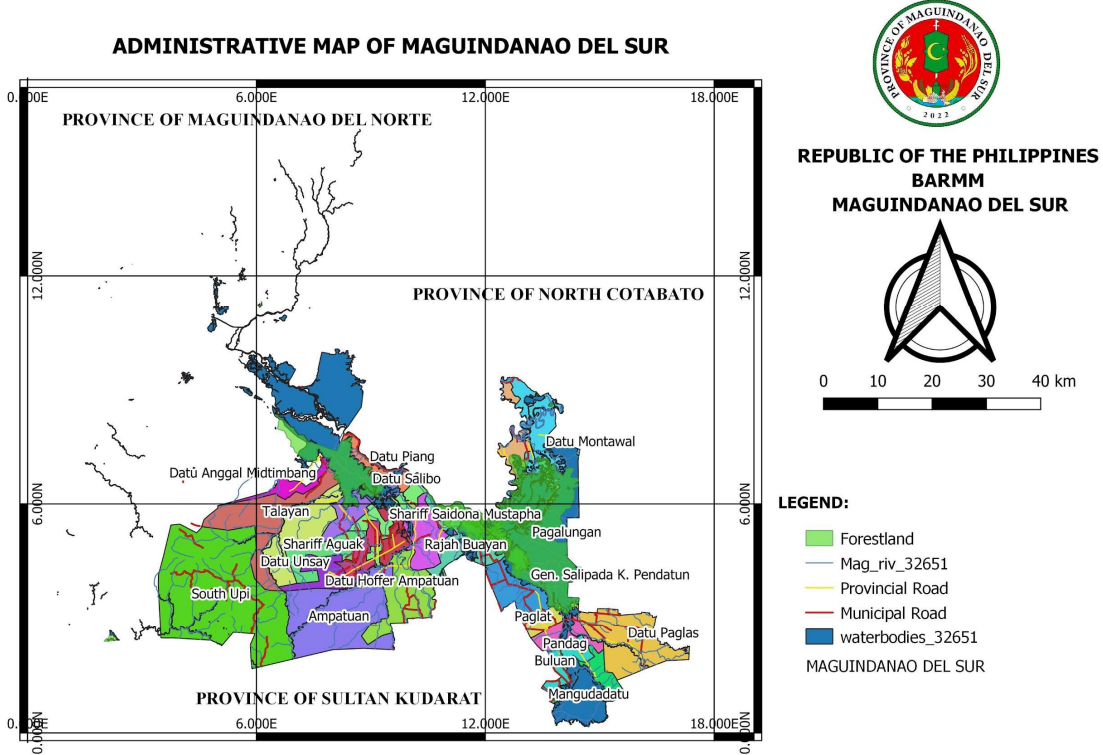 ADMINISTRATIVE MAP OF MAGUINDANAO DEL SUR
0.000E 6.000E 12.000E 18.000E
PROVINCE OF MAGUINDANAO DEL NORTE
12.000N 12.000N
PROVINCE OF NORTH COTABATO
Datu Montawal
Datu Piang
Datu Anggal Midtimbang
Datu Salibo
6.000N 6.000N
Talayan
Shariff Saidona Mustapha
Pagalungan
Shariff Aguak
Rajah Buayan
Datu Unsay
Datu Hoffer Ampatuan
Gen. Salipada K. Pendatun
South Upi
Ampatuan
Paglat
Datu Paglas
Pandag
Buluan
Mangudadatu
PROVINCE OF SULTAN KUDARAT
0.000E 6.000E 12.000E 18.000E
0.000N 0.000N
PROVINCE OF MAGUINDANAO DEL SUR
2022
REPUBLIC OF THE PHILIPPINES
BARMM
MAGUINDANAO DEL SUR
0 10 20 30 40 km
LEGEND:
Forestland
Mag_riv_32651
Provincial Road
Municipal Road
waterbodies_32651
MAGUINDANAO DEL SUR